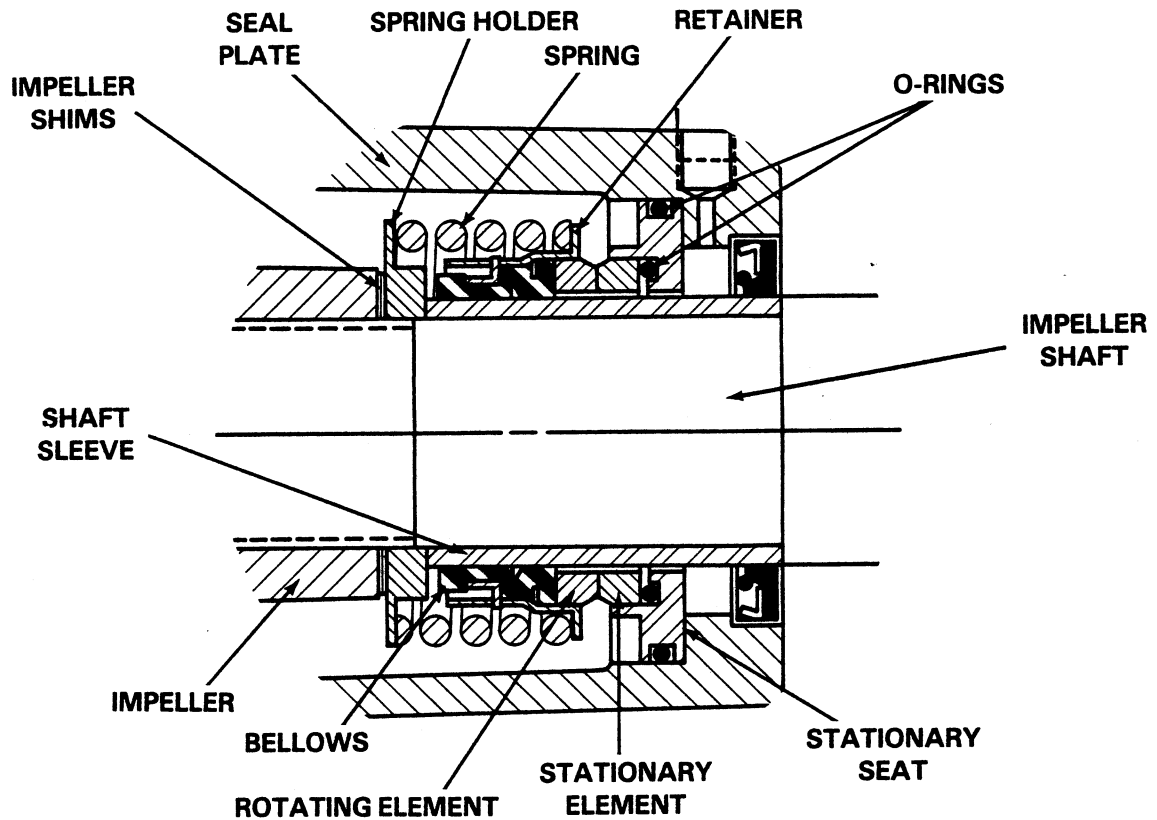 SEAL
PLATE
SPRING HOLDER
RETAINER
SPRING
IMPELLER
SHIMS
O-RINGS
IMPELLER
SHAFT
SHAFT
SLEEVE
IMPELLER
BELLOWS
ROTATING ELEMENT
STATIONARY
ELEMENT
STATIONARY
SEAT